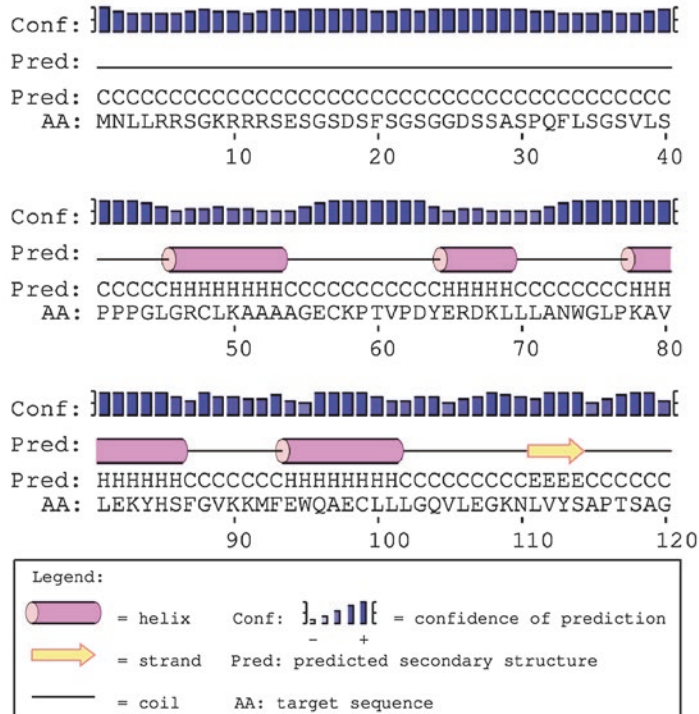 Conf:
Pred:
Pred: CCCCCCCCCCCCCCCCCCCCCCCCCCCCCCCCCCCCCCCC
AA: MNLLRRSGKRRRSESGSDSFSGSGGDSSASPQFLSGSVLS
10 20 30 40
Conf:
Pred:
Pred: CCCCCHHHHHHHHCCCCCCCCCCCHHHHHCCCCCCCCHHH
AA: PPPGLGRCLKAAAAGECKPTVPDYERDKLLLANWGLPKAV
50 60 70 80
Conf:
Pred:
Pred: HHHHHHCCCCCCCHHHHHHHHCCCCCCCCCEEEECCCCCC
AA: LEKYHSFGVKKMFEWQAECLLLGQVLEGKNLVYSAPTSAG
90 100 110 120
Legend:
= helix Conf: = confidence of prediction
- +
= strand Pred: predicted secondary structure
= coil AA: target sequence